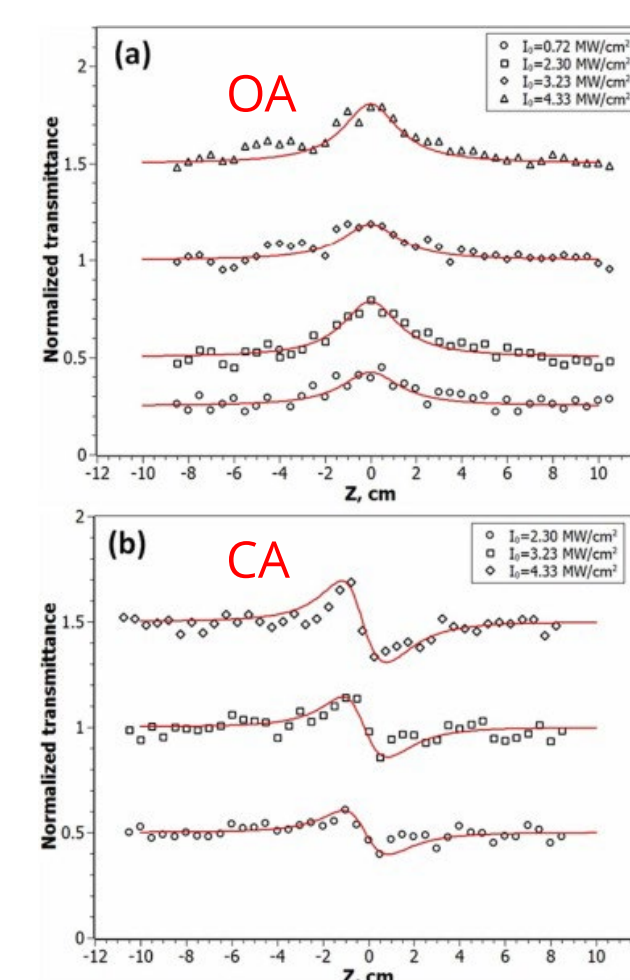 (a)
OA
I₀=0.72 MW/cm²
I₀=2.30 MW/cm²
I₀=3.23 MW/cm²
I₀=4.33 MW/cm²
Normalized transmittance
2
1.5
1
0.5
0
-12 -10 -8 -6 -4 -2 0 2 4 6 8 10
Z, cm
(b)
CA
I₀=2.30 MW/cm²
I₀=3.23 MW/cm²
I₀=4.33 MW/cm²
Normalized transmittance
2
1.5
1
0.5
0
-12 -10 -8 -6 -4 -2 0 2 4 6 8 10
Z, cm